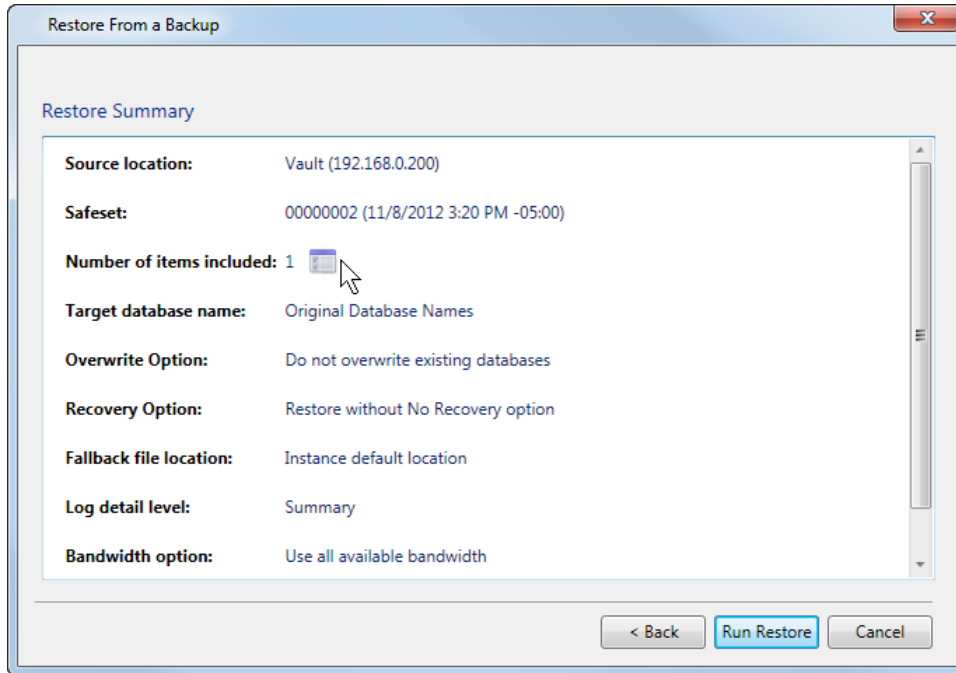 Restore From a Backup
Restore Summary
Source location: Vault (192.168.0.200)
Safeset: 00000002 (11/8/2012 3:20 PM -05:00)
Number of items included: 1
Target database name: Original Database Names
Overwrite Option: Do not overwrite existing databases
Recovery Option: Restore without No Recovery option
Fallback file location: Instance default location
Log detail level: Summary
Bandwidth option: Use all available bandwidth
< Back Run Restore Cancel